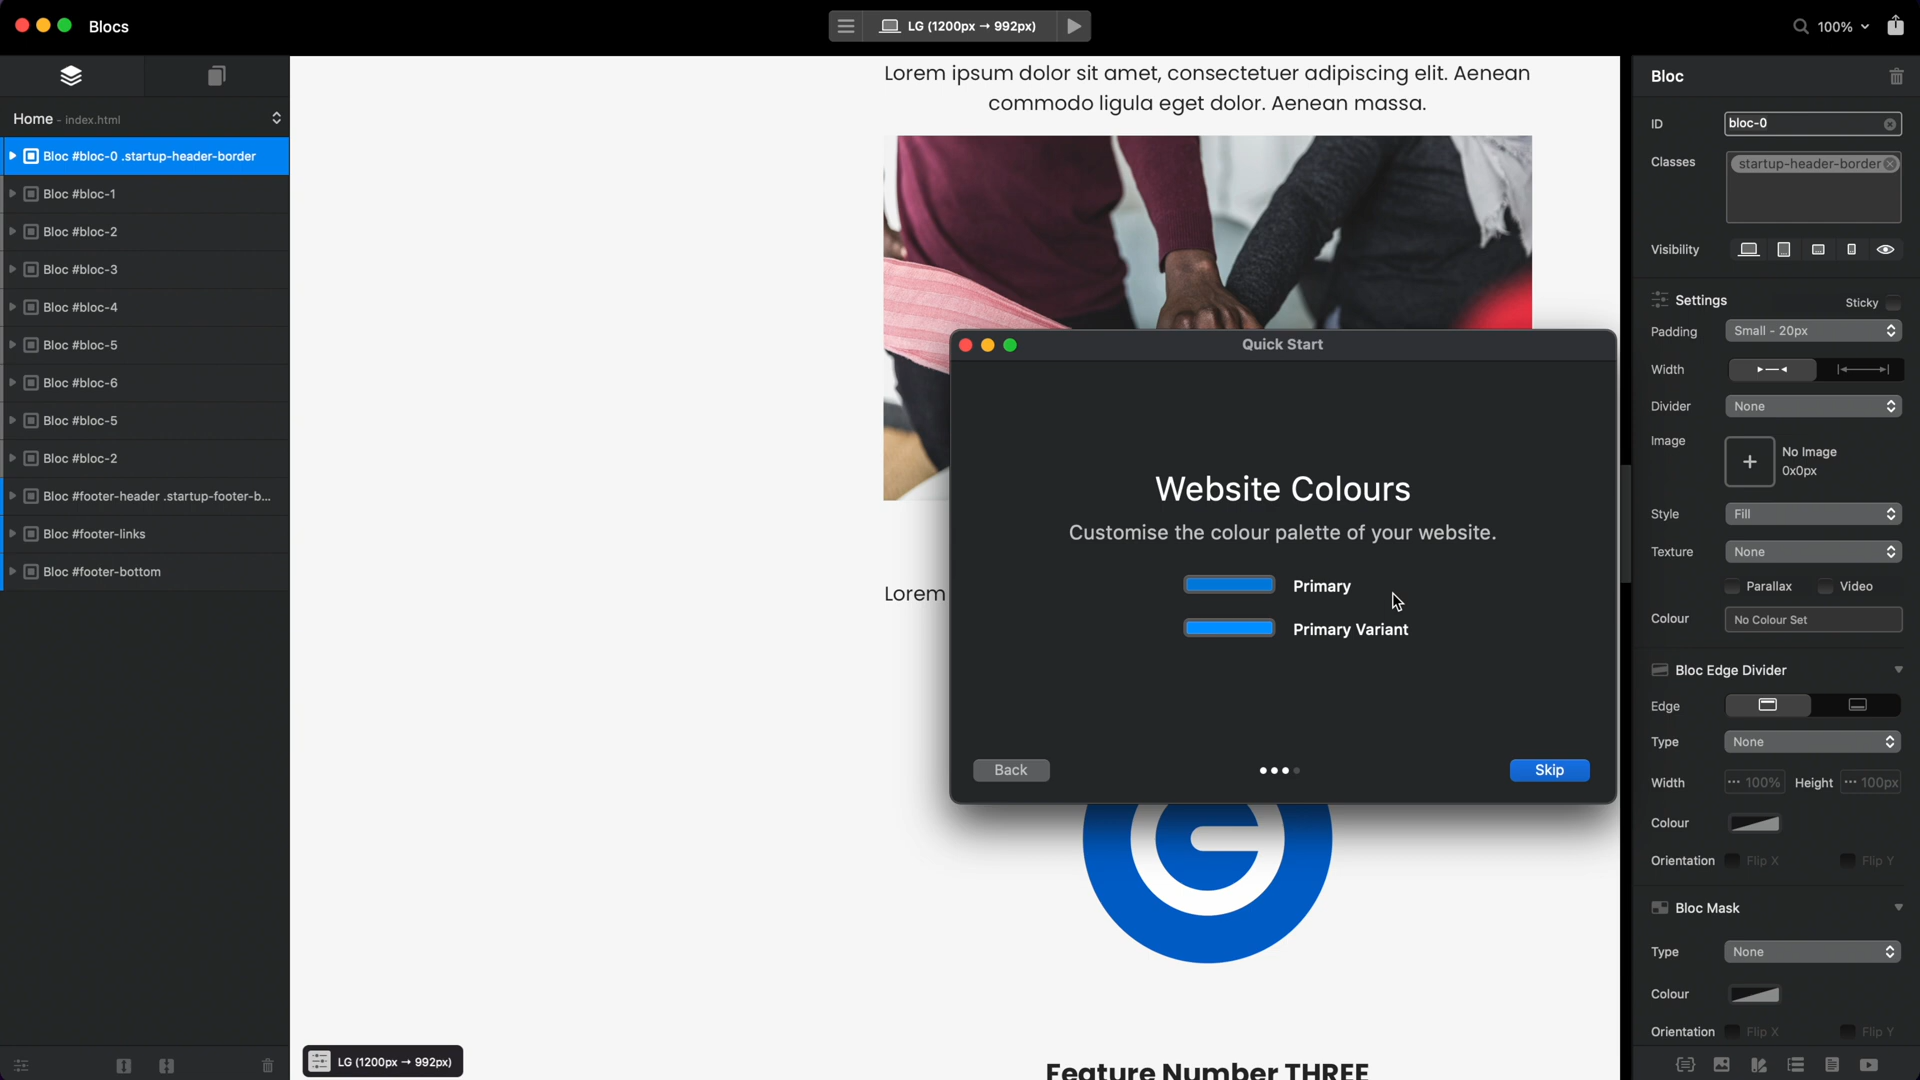 Blocs
LG (1200px → 992px)
100%
Home - index.html
Bloc #bloc-0 .startup-header-border
Bloc #bloc-1
Bloc #bloc-2
Bloc #bloc-3
Bloc #bloc-4
Bloc #bloc-5
Bloc #bloc-6
Bloc #bloc-5
Bloc #bloc-2
Bloc #footer-header .startup-footer-b...
Bloc #footer-links
Bloc #footer-bottom
LG (1200px → 992px)
Lorem ipsum dolor sit amet, consectetuer adipiscing elit. Aenean
commodo ligula eget dolor. Aenean massa.
Lorem
Feature Number THREE
Quick Start
Website Colours
Customise the colour palette of your website.
Primary
Primary Variant
Back
Skip
Bloc
ID bloc-0
Classes startup-header-border
Visibility
Settings Sticky
Padding Small - 20px
Width
Divider None
Image No Image
0x0px
Style Fill
Texture None
Parallax Video
Colour No Colour Set
Bloc Edge Divider
Edge
Type None
Width 100% Height 100px
Colour
Orientation Flip X Flip Y
Bloc Mask
Type None
Colour
Orientation Flip X Flip Y